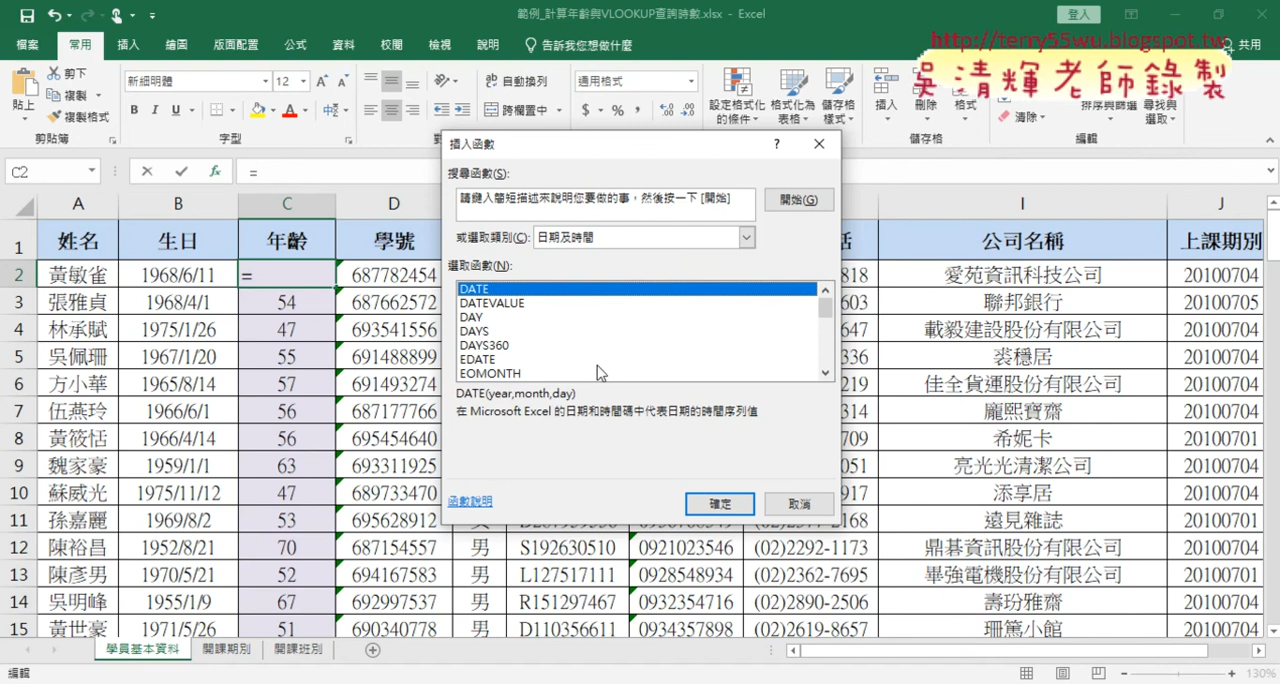 範例_計算年齡與VLOOKUP查詢時數.xlsx - Excel
登入
檔案 常用 插入 繪圖 版面配置 公式 資料 校閱 檢視 說明 告訴我您想做什麼 共用
http://terry55wu.blogspot.tw
吳清輝老師錄製
貼上 剪下 複製 複製格式 剪貼簿
新細明體 12 B I U 字型
自動換列 跨欄置中
通用格式 $ % ,
設定格式化的條件 格式化為表格 儲存格樣式
插入 刪除 格式 儲存格
清除 排序與篩選 尋找與選取 編輯
C2 =
A B C D I J
1 姓名 生日 年齡 學號 話 公司名稱 上課期別
2 黃敏雀 1968/6/11 = 687782454 818 愛苑資訊科技公司 20100704
3 張雅貞 1968/4/1 54 687662572 603 聯邦銀行 20100705
4 林承賦 1975/1/26 47 693541556 647 載毅建設股份有限公司 20100704
5 吳佩珊 1967/1/20 55 691488899 336 裘穩居 20100704
6 方小華 1965/8/14 57 691493274 219 佳全貨運股份有限公司 20100704
7 伍燕玲 1966/6/6 56 687177766 314 龐熙寶齋 20100704
8 黃筱恬 1966/4/14 56 695454640 709 希妮卡 20100701
9 魏家豪 1959/1/1 63 693311925 051 亮光光清潔公司 20100704
10 蘇威光 1975/11/12 47 689733470 917 添享居 20100704
11 孫嘉麗 1969/8/2 53 695628912 2168 遠見雜誌 20100704
12 陳裕昌 1952/8/21 70 687154557 男 S192630510 0921023546 (02)2292-1173 鼎碁資訊股份有限公司 20100704
13 陳彥男 1970/5/21 52 694167583 男 L127517111 0928548934 (02)2362-7695 畢強電機股份有限公司 20100701
14 吳明峰 1955/1/9 67 692997537 男 R151297467 0932354716 (02)2890-2506 壽玢雅齋 20100704
15 黃世豪 1971/5/26 51 690340778 男 D110356611 0934357898 (02)2619-8657 珊篤小館 20100704
插入函數 ?
搜尋函數(S):
請鍵入簡短描述來說明您要做的事，然後按一下 [開始]
開始(G)
或選取類別(C): 日期及時間
選取函數(N):
DATE
DATEVALUE
DAY
DAYS
DAYS360
EDATE
EOMONTH
DATE(year,month,day)
在 Microsoft Excel 的日期和時間碼中代表日期的時間序列值
函數說明 確定 取消
學員基本資料 開課期別 開課班別
編輯 130%